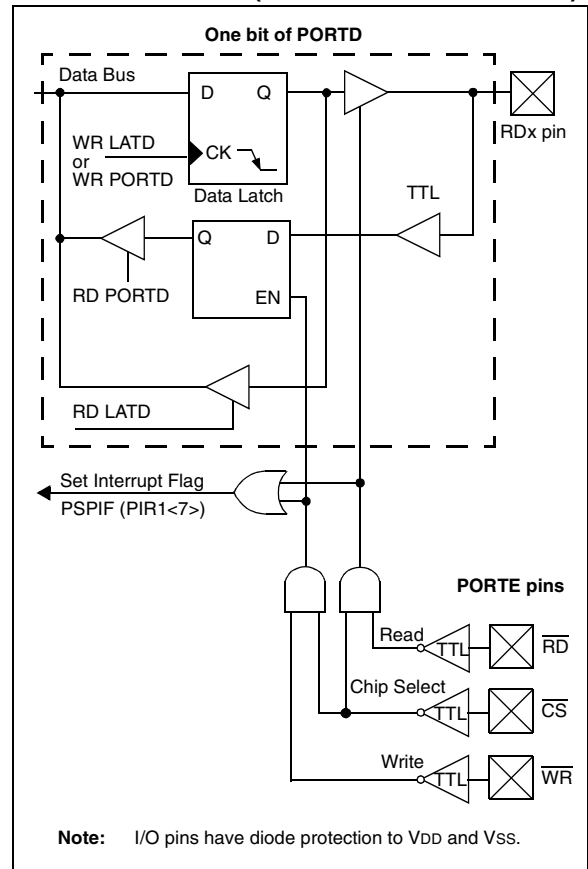 One bit of PORTD
Data Bus
D Q
RDx pin
WR LATD
or
WR PORTD
CK
Data Latch
TTL
Q D
EN
RD PORTD
RD LATD
Set Interrupt Flag
PSPIF (PIR1<7>)
PORTE pins
Read
TTL
RD
Chip Select
TTL
CS
Write
TTL
WR
Note: I/O pins have diode protection to VDD and VSS.